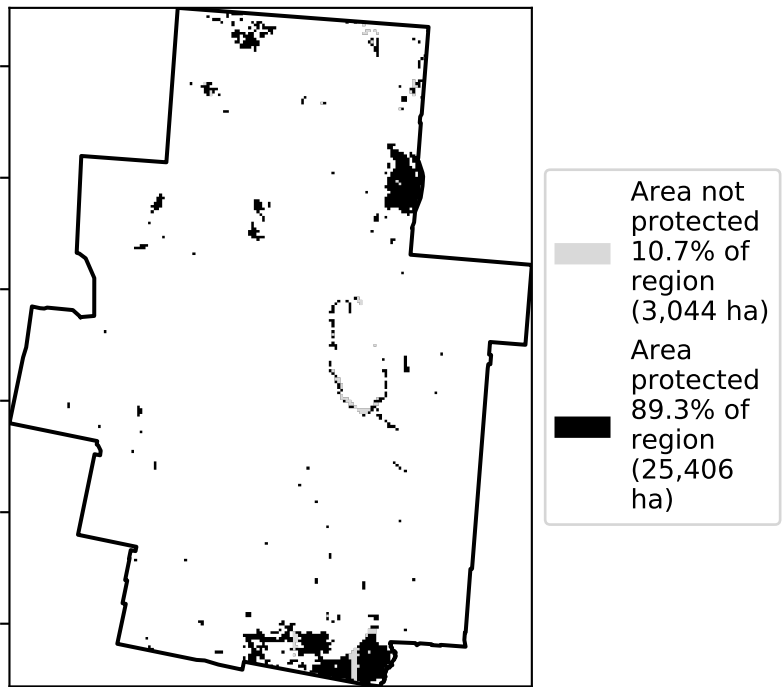 Area not
protected
10.7% of
region
(3,044 ha)
Area
protected
89.3% of
region
(25,406
ha)